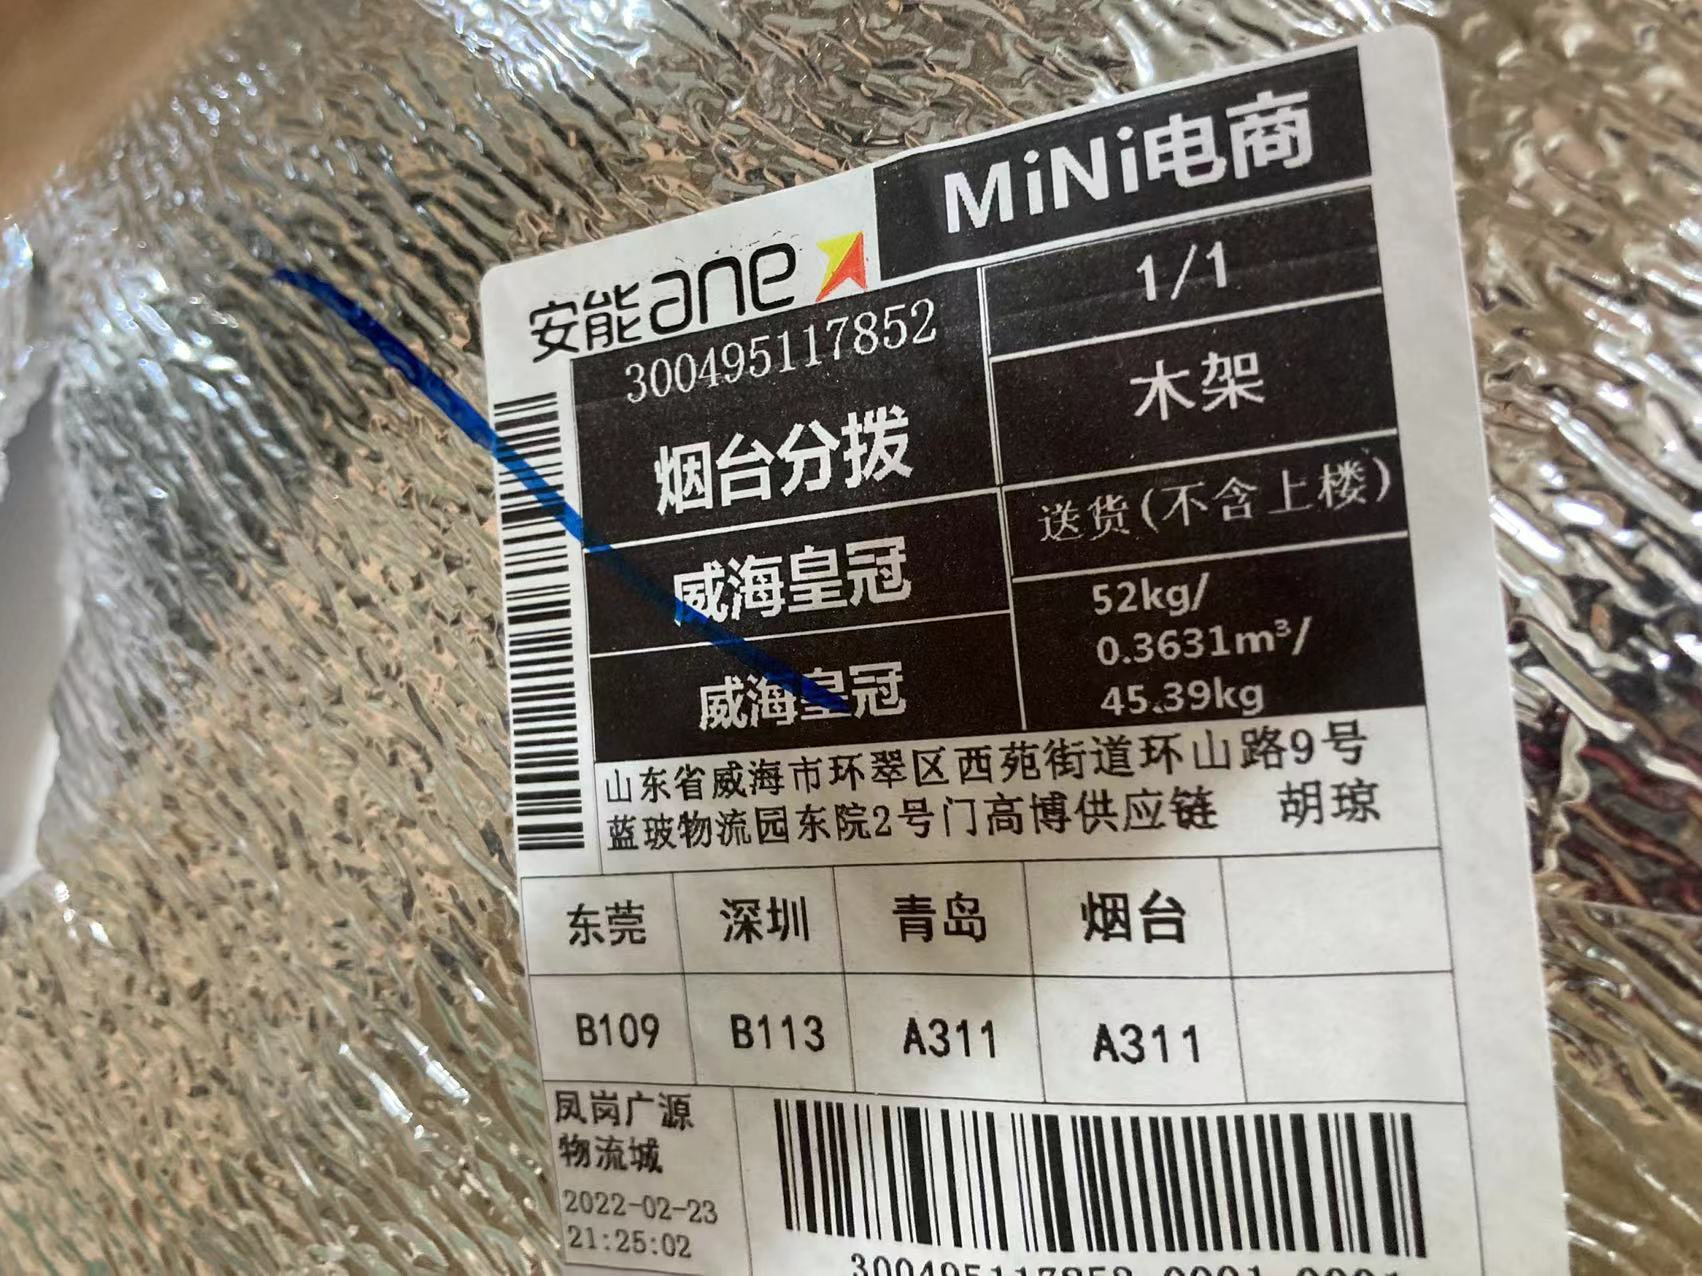 安能ane
MiNi电商
300495117852
1/1
烟台分拨
木架
威海皇冠
送货(不含上楼)
威海皇冠
52kg/
0.3631m³/
45.39kg
山东省威海市环翠区西苑街道环山路9号
蓝玻物流园东院2号门高博供应链 胡琼
东莞 深圳 青岛 烟台
B109 B113 A311 A311
凤岗广源
物流城
2022-02-23
21:25:02
300495117852 0001 0001